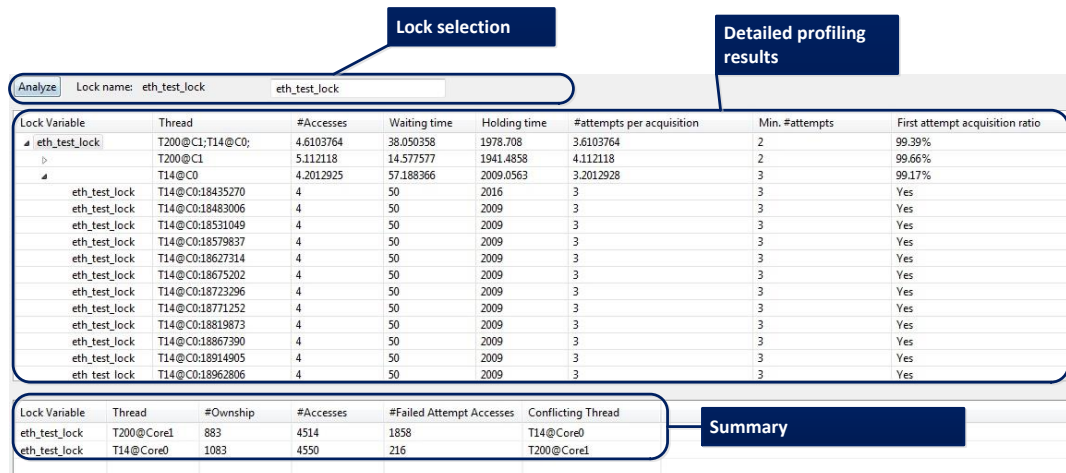 Lock selection
Detailed profiling
results
Analyze Lock name: eth_test_lock eth_test_lock
Lock Variable Thread #Accesses Waiting time Holding time #attempts per acquisition Min. #attempts First attempt acquisition ratio
eth_test_lock T200@C1;T14@C0; 4.6103764 38.050358 1978.708 3.6103764 2 99.39%
T200@C1 5.112118 14.577577 1941.4858 4.112118 2 99.66%
T14@C0 4.2012925 57.188366 2009.0563 3.2012928 3 99.17%
eth_test_lock T14@C0:18435270 4 50 2016 3 3 Yes
eth_test_lock T14@C0:18483006 4 50 2009 3 3 Yes
eth_test_lock T14@C0:18531049 4 50 2009 3 3 Yes
eth_test_lock T14@C0:18579837 4 50 2009 3 3 Yes
eth_test_lock T14@C0:18627314 4 50 2009 3 3 Yes
eth_test_lock T14@C0:18675202 4 50 2009 3 3 Yes
eth_test_lock T14@C0:18723296 4 50 2009 3 3 Yes
eth_test_lock T14@C0:18771252 4 50 2009 3 3 Yes
eth_test_lock T14@C0:18819873 4 50 2009 3 3 Yes
eth_test_lock T14@C0:18867390 4 50 2009 3 3 Yes
eth_test_lock T14@C0:18914905 4 50 2009 3 3 Yes
eth_test_lock T14@C0:18962806 4 50 2009 3 3 Yes
Lock Variable Thread #Ownship #Accesses #Failed Attempt Accesses Conflicting Thread
eth_test_lock T200@Core1 883 4514 1858 T14@Core0
eth_test_lock T14@Core0 1083 4550 216 T200@Core1
Summary